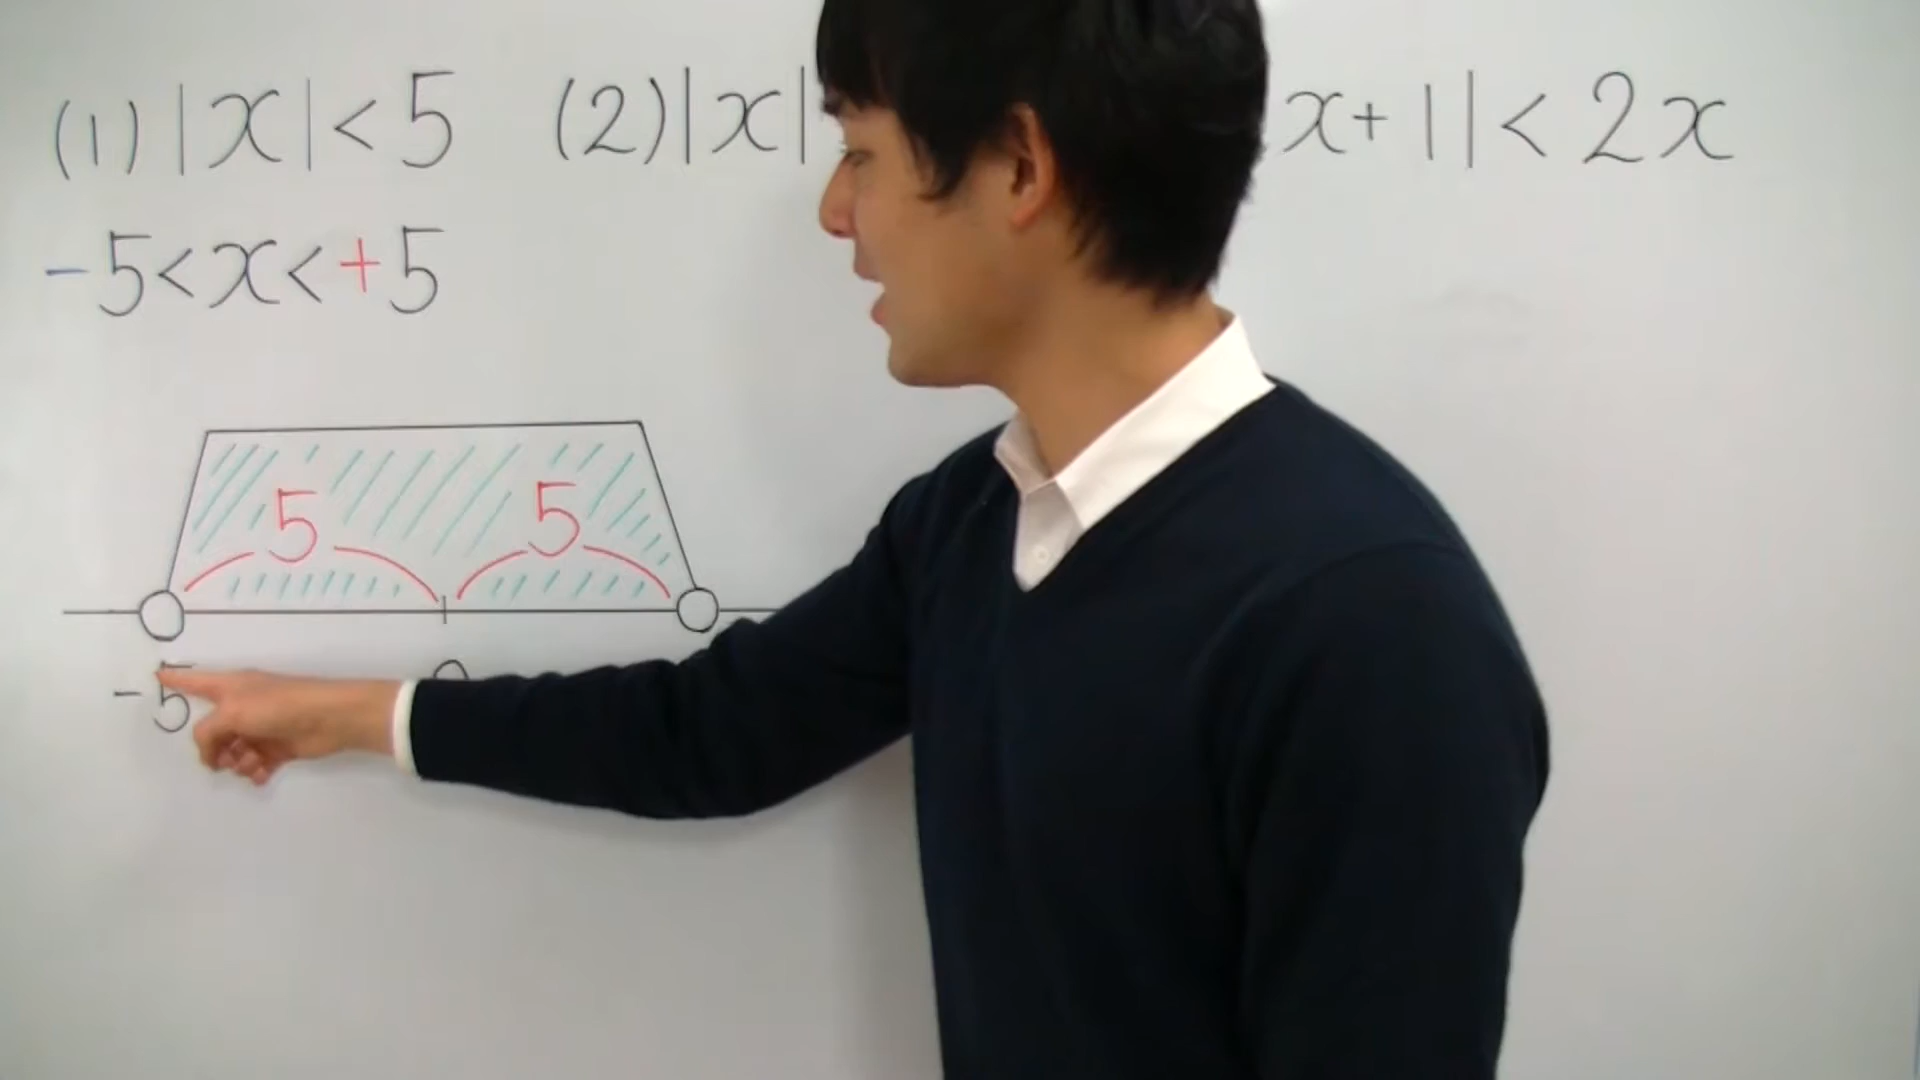 (1) |x| < 5 (2) |x| x+1| < 2x
-5 < x < +5
5 5
-5 0